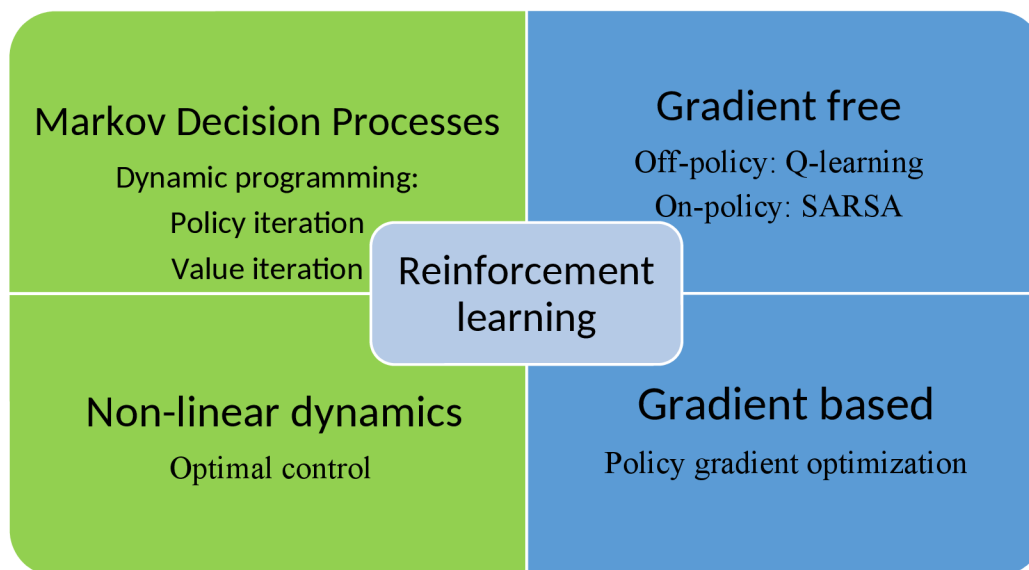 Markov Decision Processes
Dynamic programming:
Policy iteration
Value iteration
Gradient free
Off-policy: Q-learning
On-policy: SARSA
Reinforcement
learning
Non-linear dynamics
Optimal control
Gradient based
Policy gradient optimization